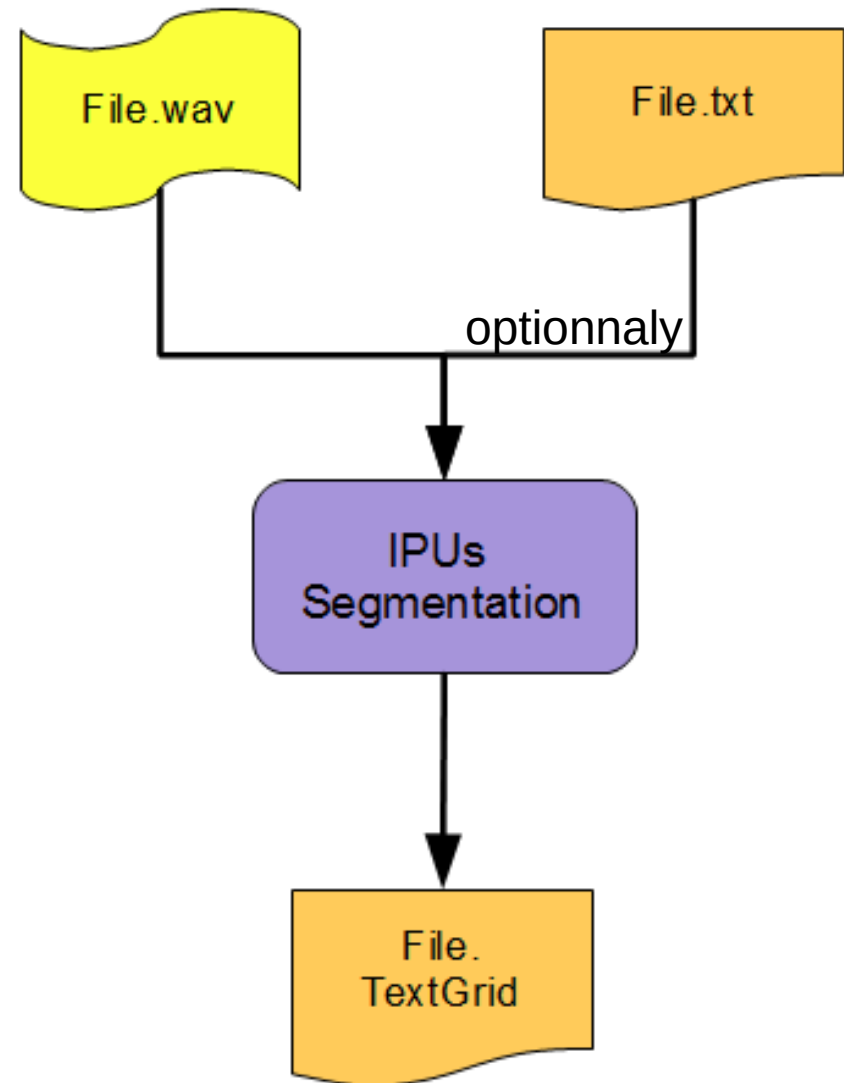 File.wav
File.txt
optionnaly
IPUs
Segmentation
File.
TextGrid